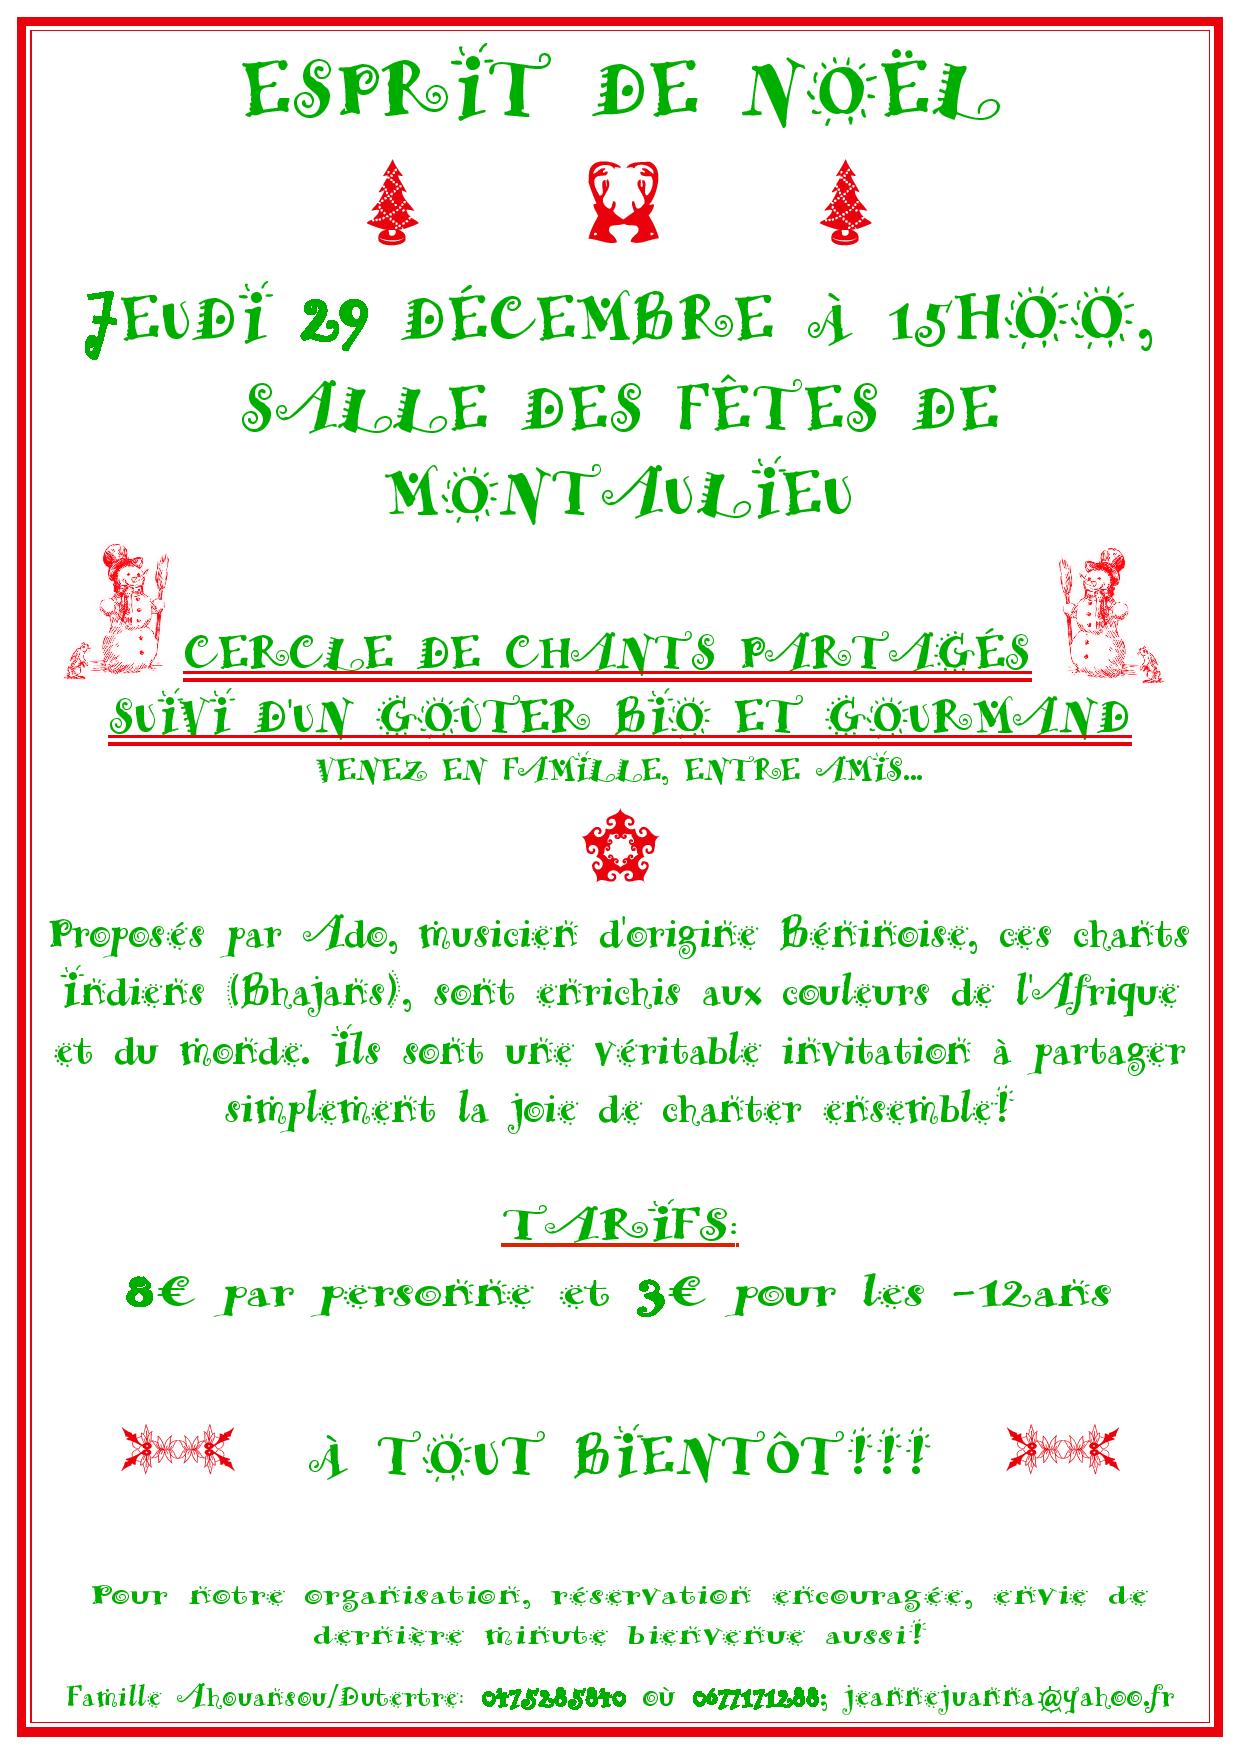 ESPRIT DE NOËL
JEUDI 29 DÉCEMBRE À 15H00,
SALLE DES FÊTES DE
MONTAULIEU
CERCLE DE CHANTS PARTAGÉS
SUIVI D'UN GOÛTER BIO ET GOURMAND
VENEZ EN FAMILLE, ENTRE AMIS...
Proposés par Ado, musicien d'origine Béninoise, ces chants
Indiens (Bhajans), sont enrichis aux couleurs de l'Afrique
et du monde. Ils sont une véritable invitation à partager
simplement la joie de chanter ensemble!
TARIFS:
8€ par personne et 3€ pour les -12ans
À TOUT BIENTÔT!!!
Pour notre organisation, réservation encouragée, envie de
dernière minute bienvenue aussi!
Famille Ahouansou/Dutertre: 0475285840 où 0677171288; jeannejuanna@yahoo.fr